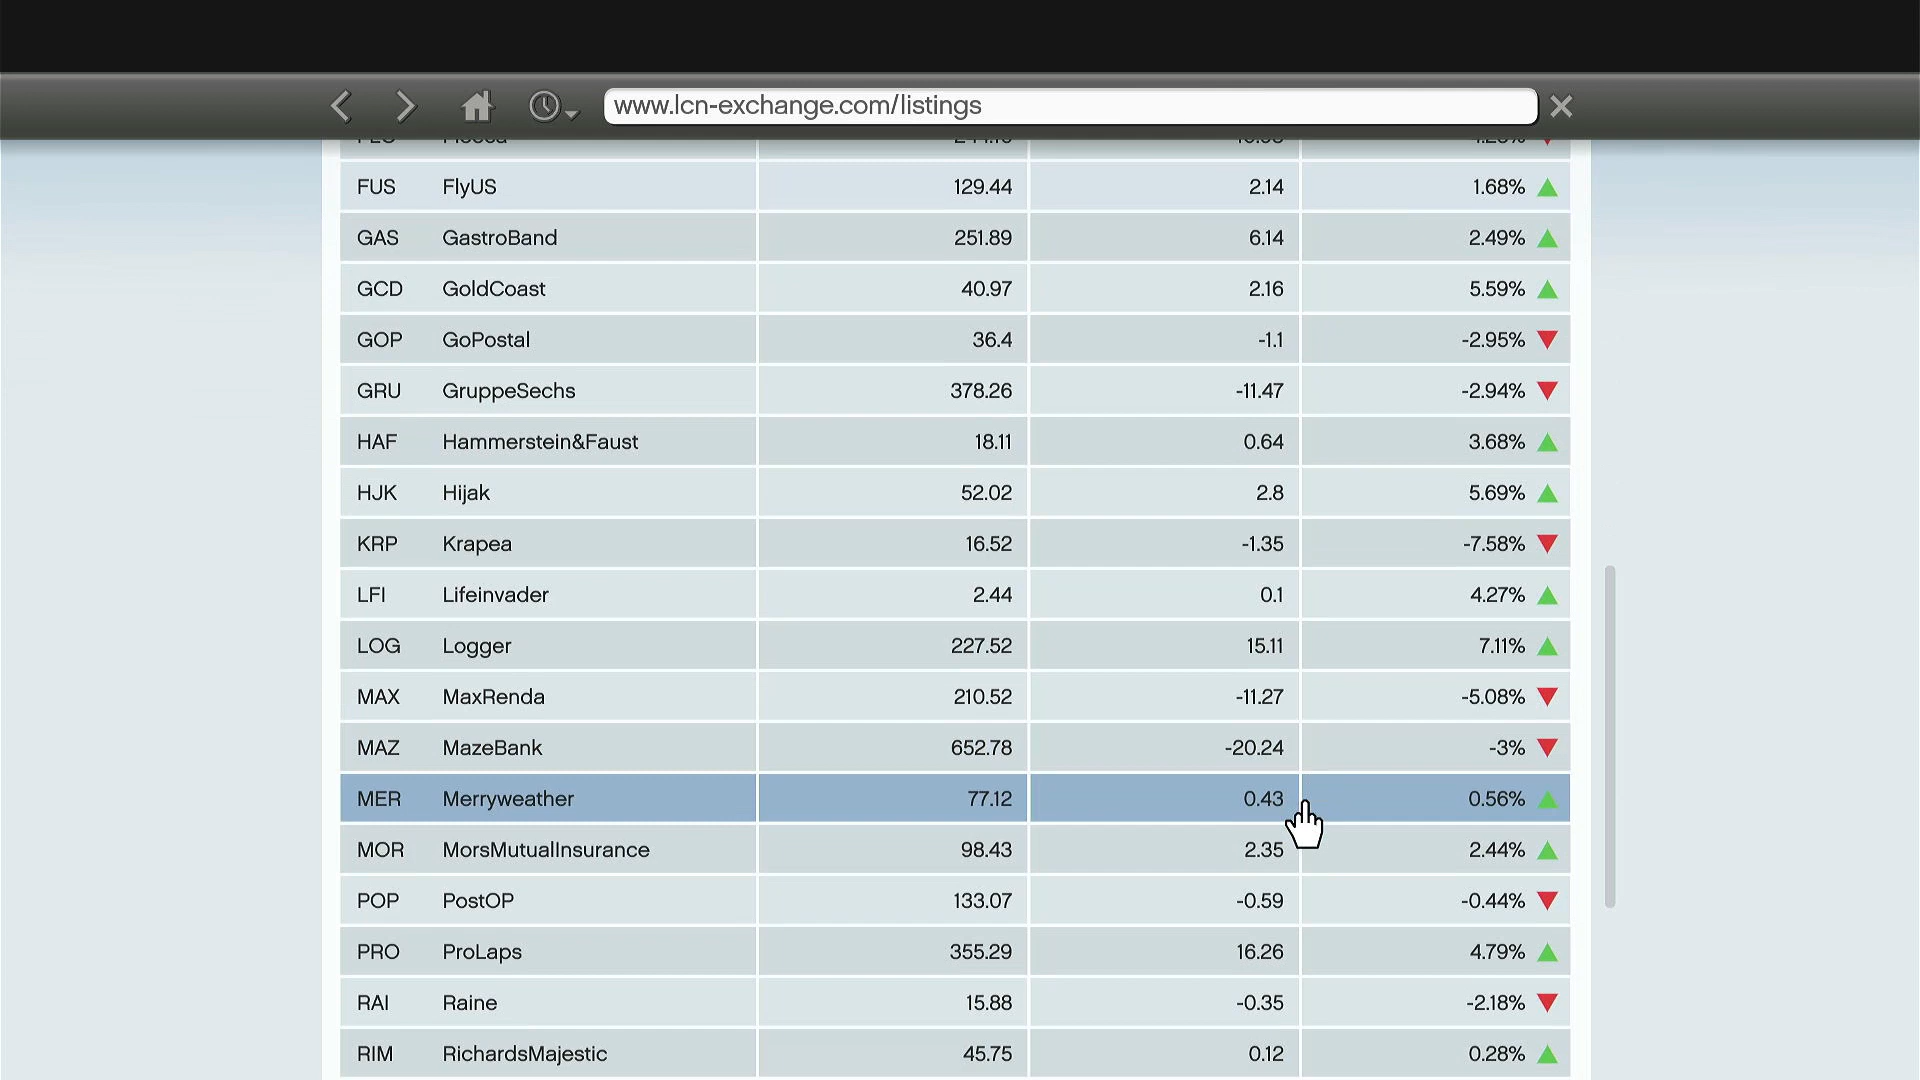 www.lcn-exchange.com/listings
FUS FlyUS 129.44 2.14 1.68%
GAS GastroBand 251.89 6.14 2.49%
GCD GoldCoast 40.97 2.16 5.59%
GOP GoPostal 36.4 -1.1 -2.95%
GRU GruppeSechs 378.26 -11.47 -2.94%
HAF Hammerstein&Faust 18.11 0.64 3.68%
HJK Hijak 52.02 2.8 5.69%
KRP Krapea 16.52 -1.35 -7.58%
LFI Lifeinvader 2.44 0.1 4.27%
LOG Logger 227.52 15.11 7.11%
MAX MaxRenda 210.52 -11.27 -5.08%
MAZ MazeBank 652.78 -20.24 -3%
MER Merryweather 77.12 0.43 0.56%
MOR MorsMutualInsurance 98.43 2.35 2.44%
POP PostOP 133.07 -0.59 -0.44%
PRO ProLaps 355.29 16.26 4.79%
RAI Raine 15.88 -0.35 -2.18%
RIM RichardsMajestic 45.75 0.12 0.28%